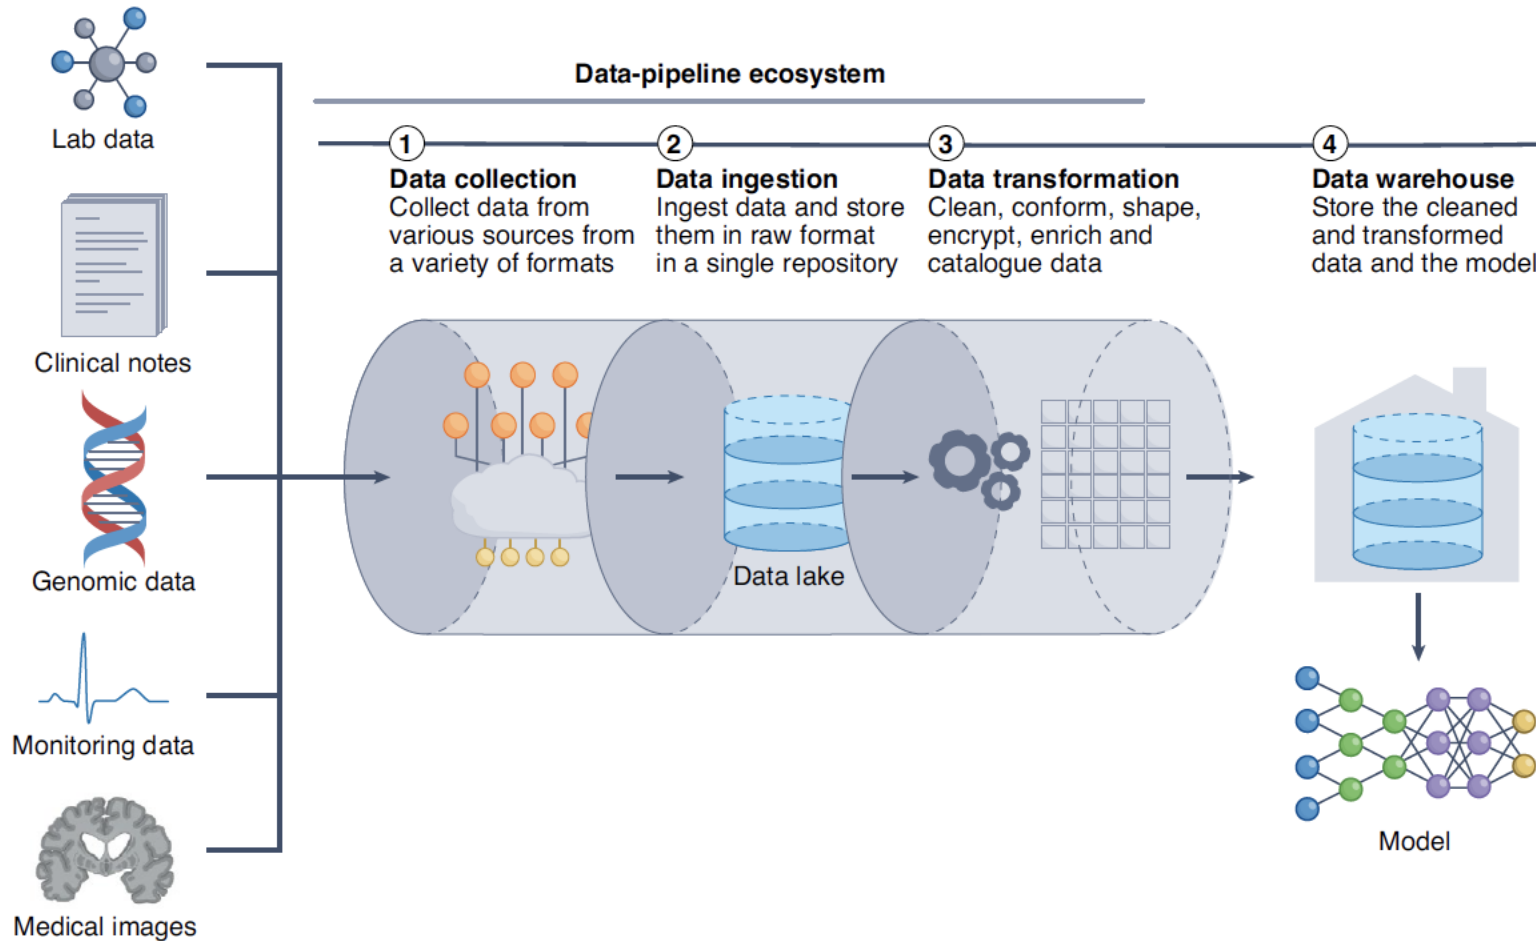 Data-pipeline ecosystem
Lab data
Clinical notes
Genomic data
Monitoring data
Medical images
1
Data collection
Collect data from
various sources from
a variety of formats
2
Data ingestion
Ingest data and store
them in raw format
in a single repository
Data lake
3
Data transformation
Clean, conform, shape,
encrypt, enrich and
catalogue data
4
Data warehouse
Store the cleaned
and transformed
data and the model
Model